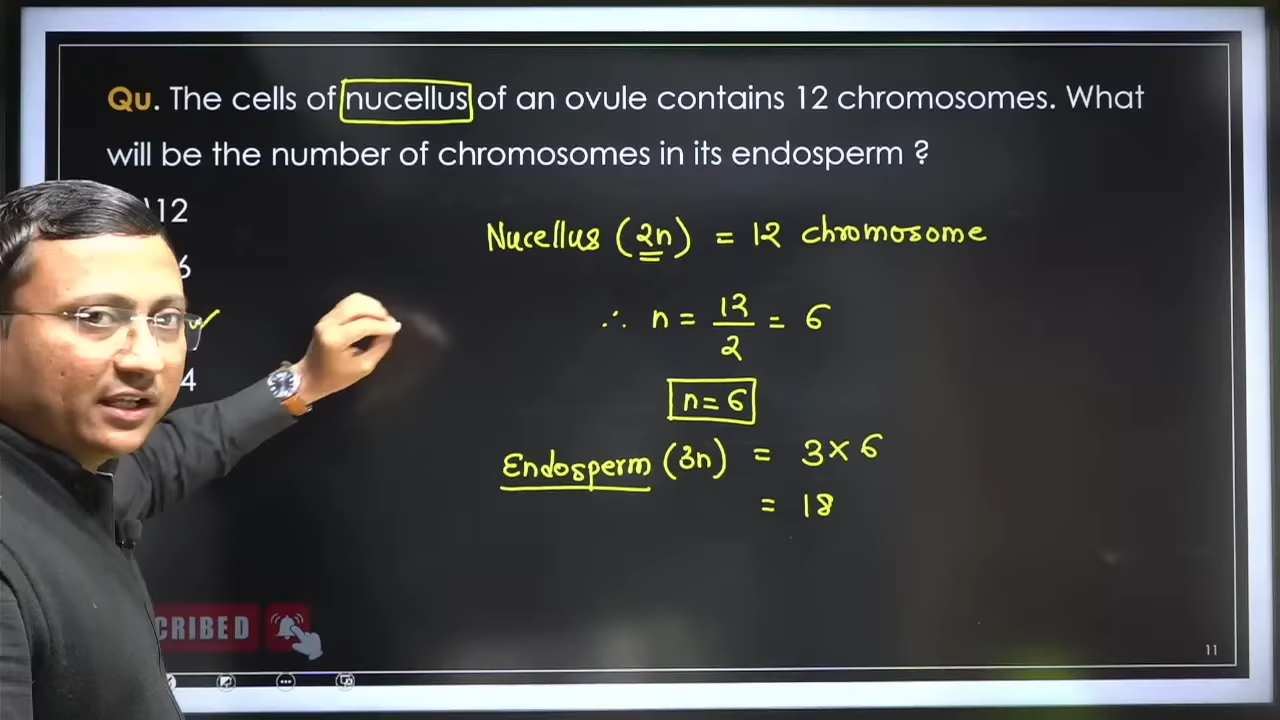 Qu. The cells of nucellus of an ovule contains 12 chromosomes. What
will be the number of chromosomes in its endosperm ?
12
Nucellus (2n) = 12 chromosome
6
∴ n = 12/2 = 6
4
n = 6
Endosperm (3n) = 3 × 6
= 18
CRIBED
11